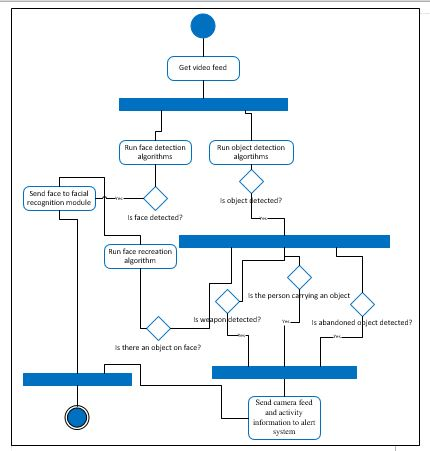 Get video feed
Run face detection
algorithms
Run object detection
algortihms
Send face to facial
recognition module
Yes
Is face detected?
Is object detected?
Yes
Run face recreation
algorithm
Is the person carrying an object
Is weapon detected?
Yes
Is abandoned object detected?
Yes
Yes
Is there an object on face?
Send camera feed
and activity
information to alert
system